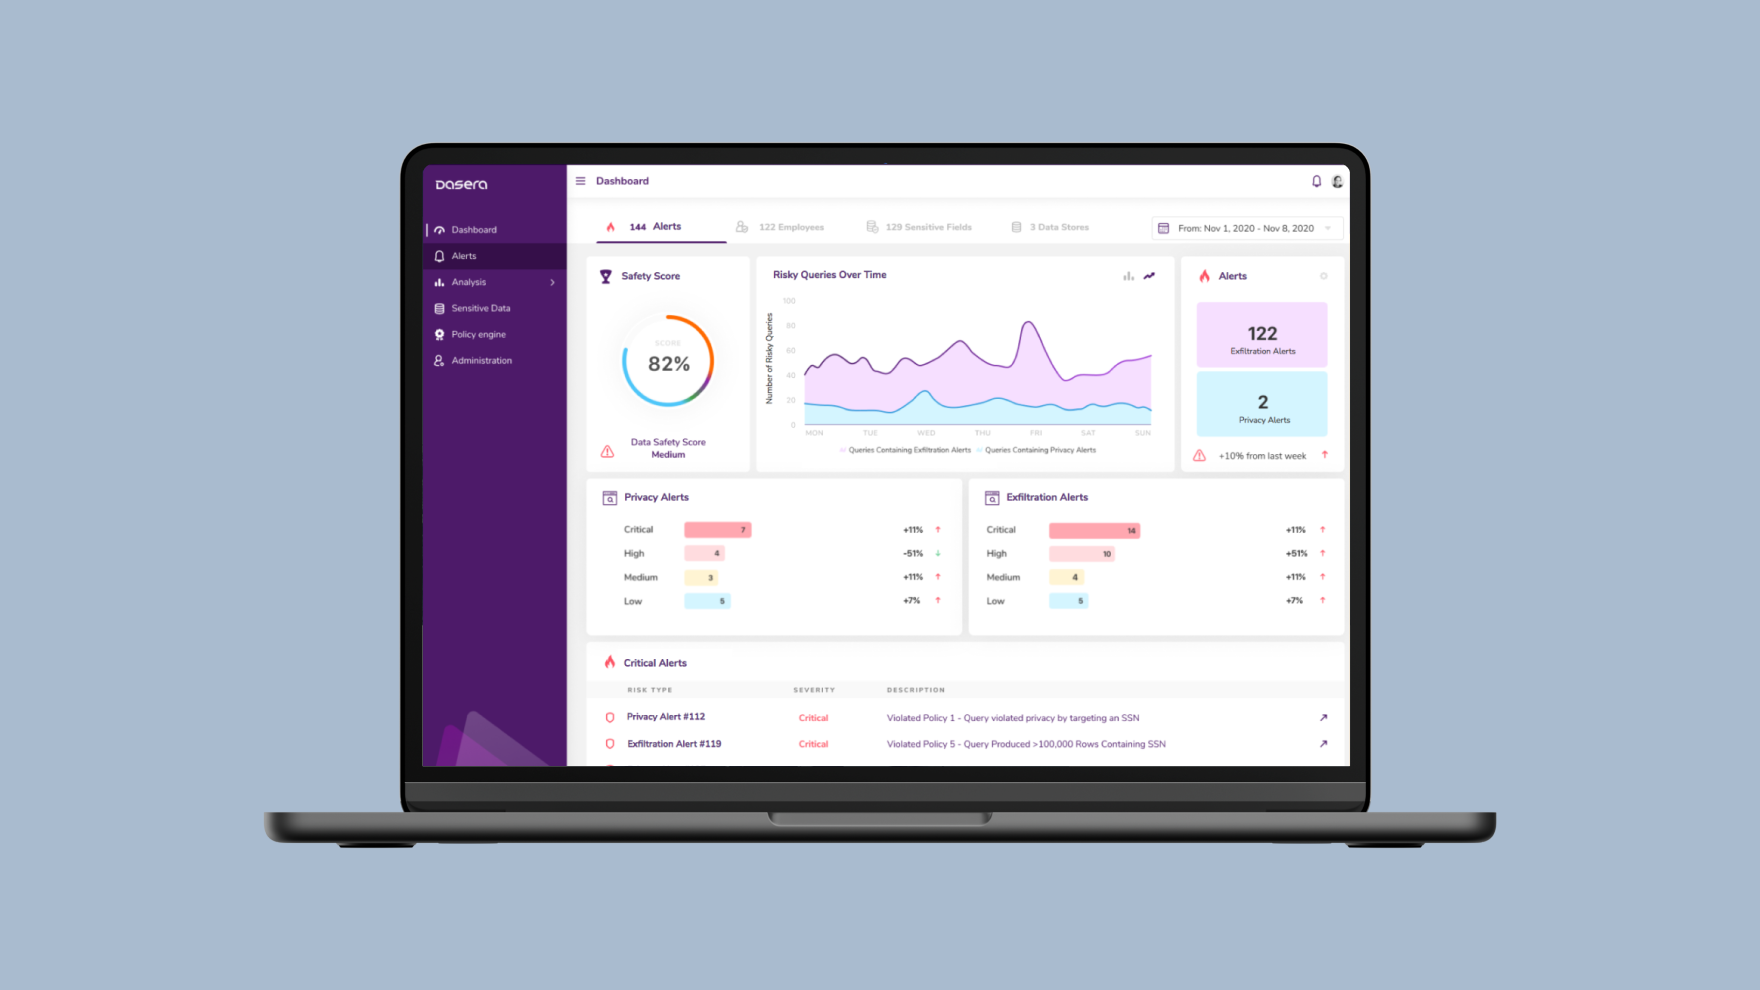 Dasera
Dashboard
Alerts
Analysis
Sensitive Data
Policy engine
Administration
Dashboard
144 Alerts
122 Employees
129 Sensitive Fields
3 Data Stores
From: Nov 1, 2020 - Nov 8, 2020
Safety Score
SCORE
82%
Data Safety Score
Medium
Risky Queries Over Time
Number of Risky Queries
100
80
60
40
20
0
MON TUE WED THU FRI SAT SUN
Queries Containing Exfiltration Alerts Queries Containing Privacy Alerts
Alerts
122
Exfiltration Alerts
2
Privacy Alerts
+10% from last week
Privacy Alerts
Critical 7 +11%
High 4 -51%
Medium 3 +11%
Low 5 +7%
Exfiltration Alerts
Critical 14 +11%
High 10 +51%
Medium 4 +11%
Low 5 +7%
Critical Alerts
RISK TYPE SEVERITY DESCRIPTION
Privacy Alert #112 Critical Violated Policy 1 - Query violated privacy by targeting an SSN
Exfiltration Alert #119 Critical Violated Policy 5 - Query Produced >100,000 Rows Containing SSN